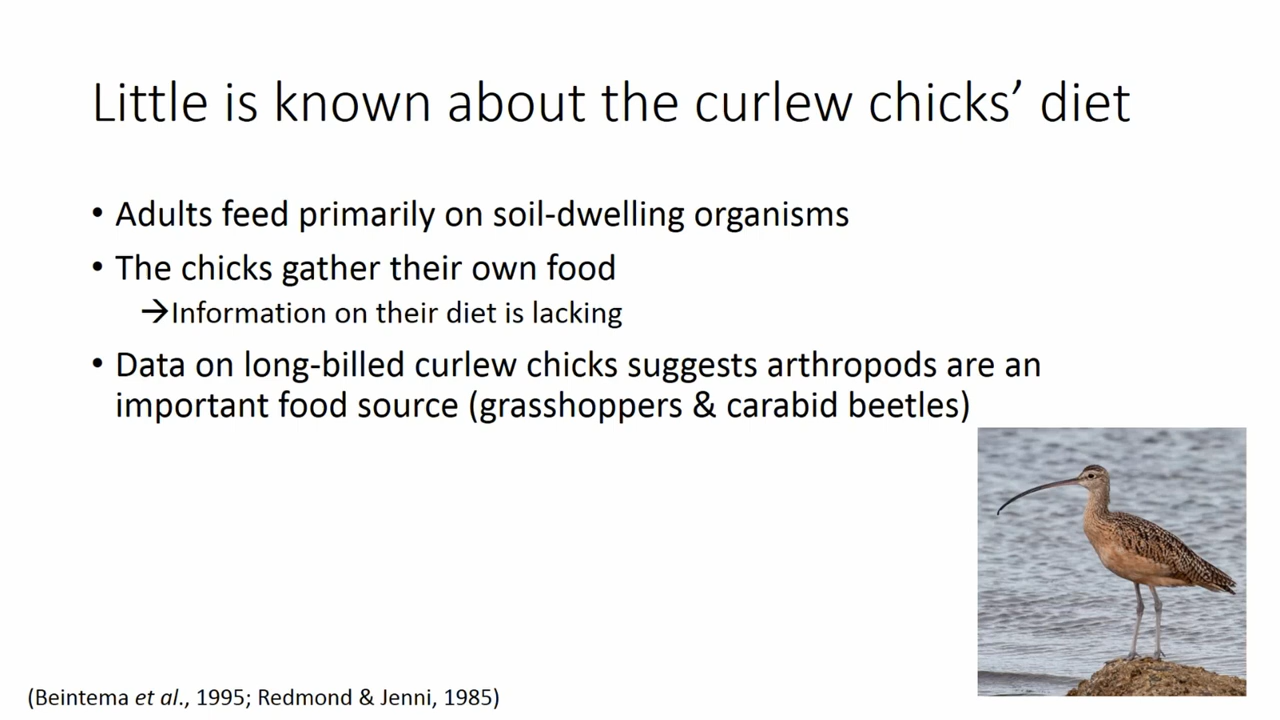 Little is known about the curlew chicks’ diet
• Adults feed primarily on soil-dwelling organisms
• The chicks gather their own food
→Information on their diet is lacking
• Data on long-billed curlew chicks suggests arthropods are an
important food source (grasshoppers & carabid beetles)
(Beintema et al., 1995; Redmond & Jenni, 1985)